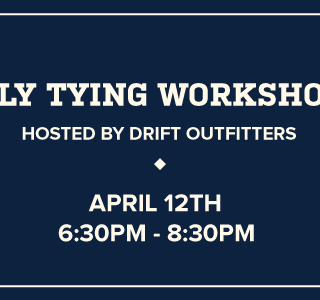 LY TYING WORKSHO
HOSTED BY DRIFT OUTFITTERS
APRIL 12TH
6:30PM - 8:30PM